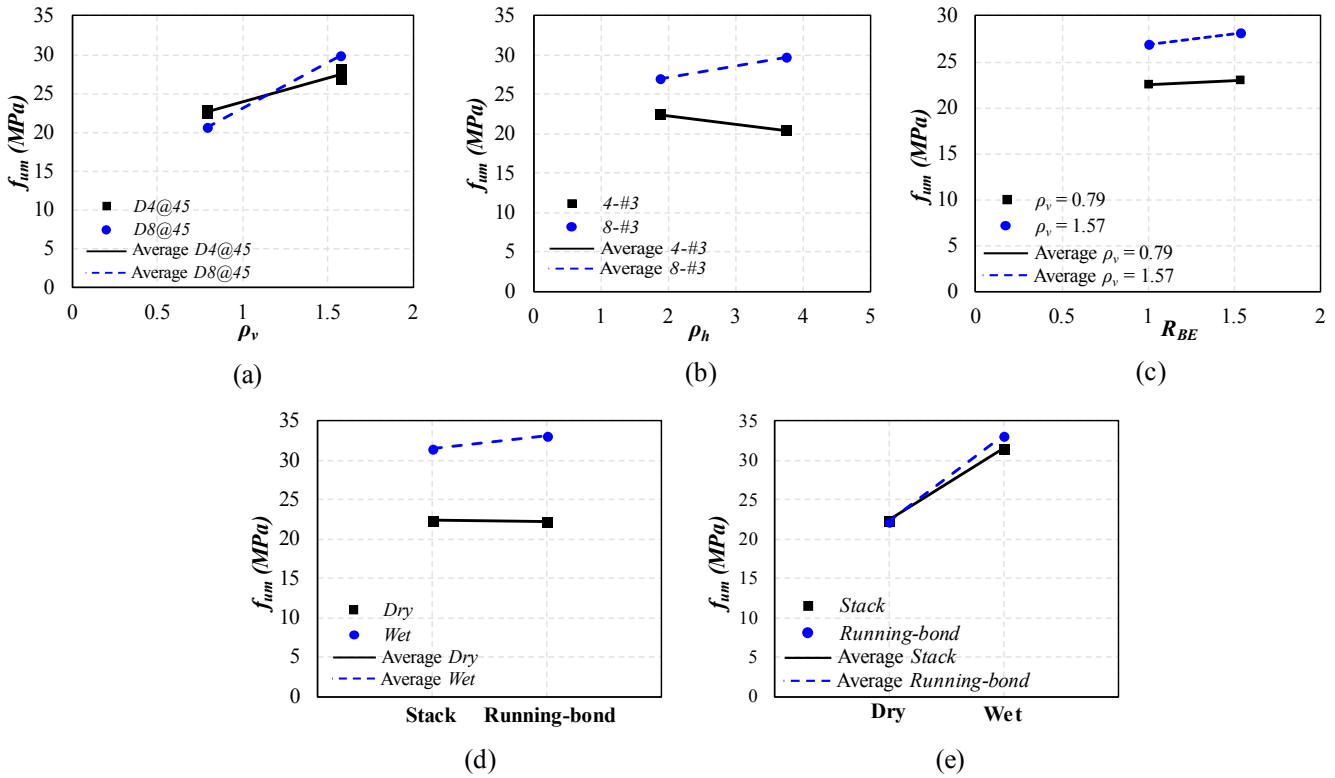 35
30
25
20
15
10
5
0
f_um (MPa)
D4@45
D8@45
Average D4@45
Average D8@45
0 0.5 1 1.5 2
ρ_v
(a)
35
30
25
20
15
10
5
0
f_um (MPa)
4-#3
8-#3
Average 4-#3
Average 8-#3
0 1 2 3 4 5
ρ_h
(b)
30
25
20
15
10
5
0
f_um (MPa)
ρ_v = 0.79
ρ_v = 1.57
Average ρ_v = 0.79
Average ρ_v = 1.57
0 0.5 1 1.5 2
R_BE
(c)
35
30
25
20
15
10
5
0
f_um (MPa)
Dry
Wet
Average Dry
Average Wet
Stack Running-bond
(d)
35
30
25
20
15
10
5
0
f_um (MPa)
Stack
Running-bond
Average Stack
Average Running-bond
Dry Wet
(e)